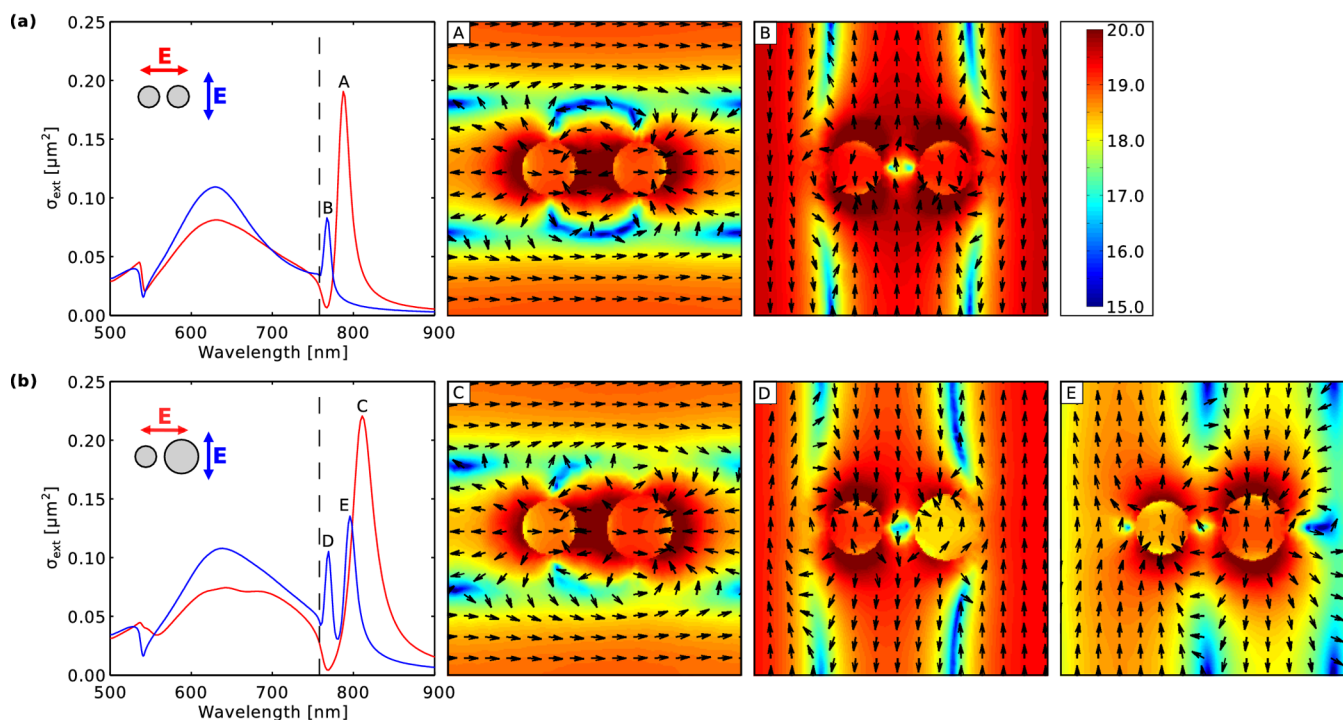 (a)
0.25
0.20
0.15
0.10
0.05
0.00
σext [μm²]
E
E
A
B
500
600
700
800
900
Wavelength [nm]
A
B
20.0
19.0
18.0
17.0
16.0
15.0
(b)
0.25
0.20
0.15
0.10
0.05
0.00
σext [μm²]
E
E
C
E
D
500
600
700
800
900
Wavelength [nm]
C
D
E